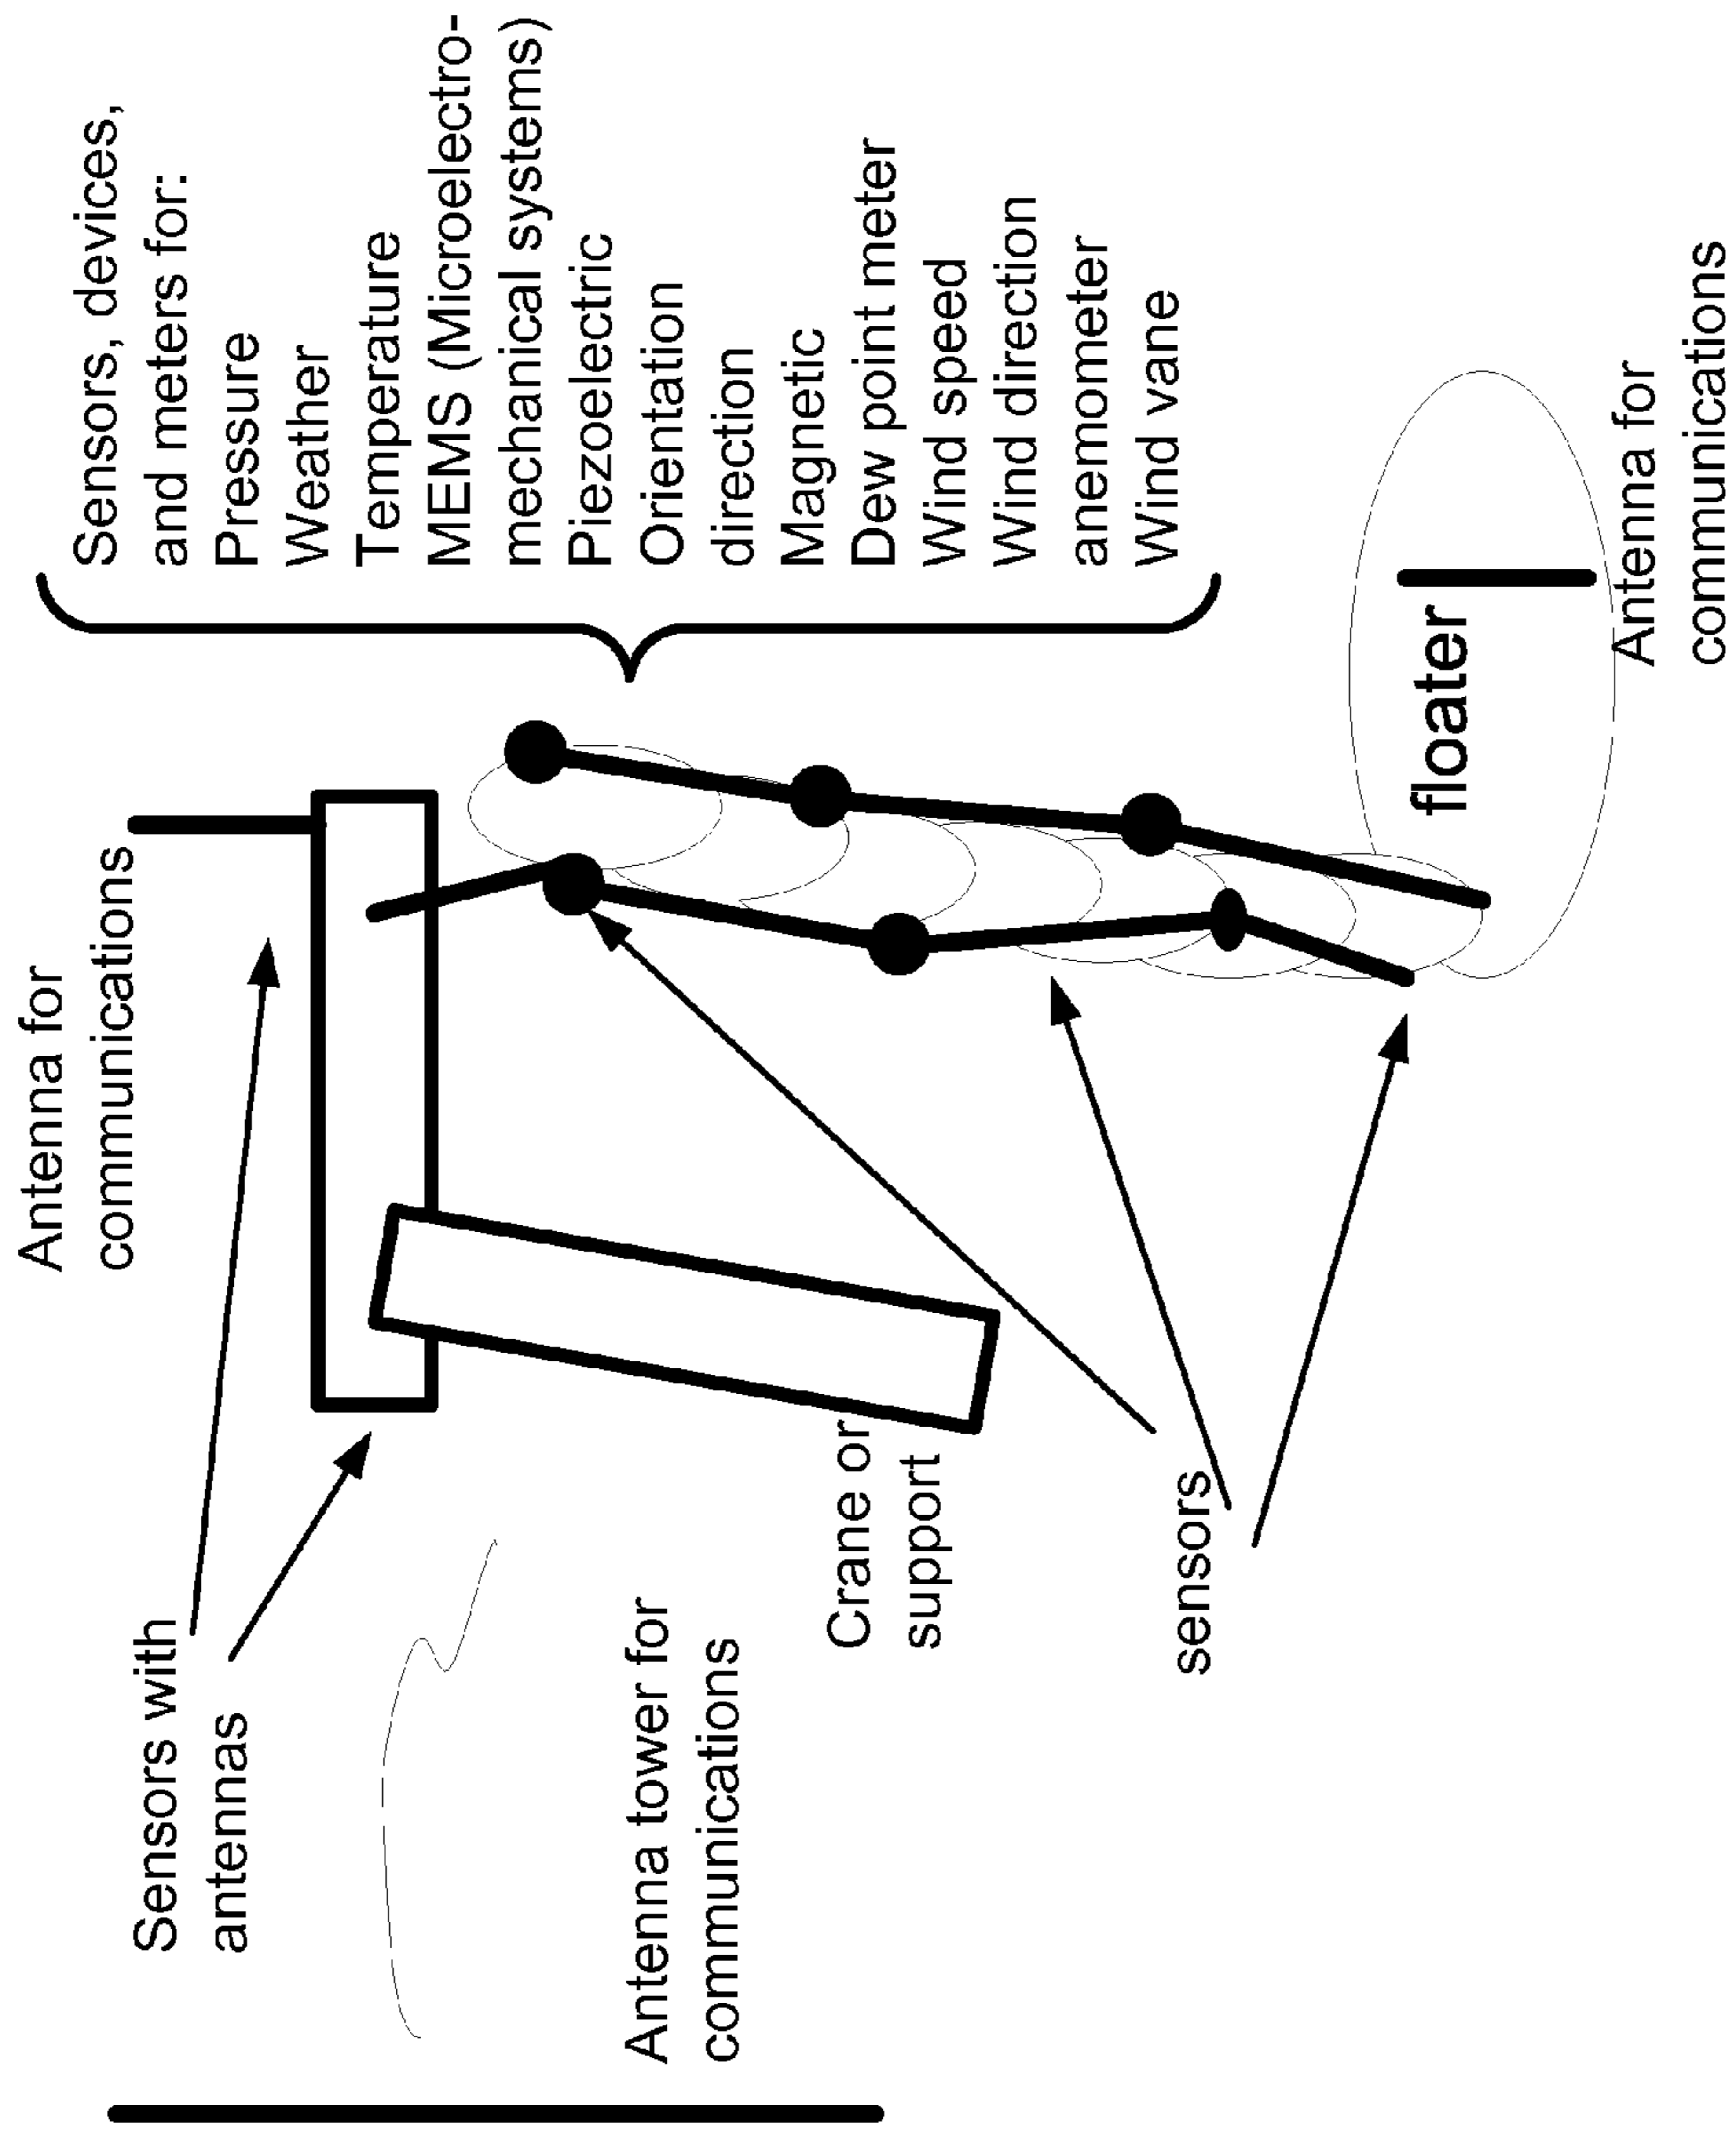 Antenna for
communications
Sensors with
antennas
Antenna tower for
communications
Crane or
support
sensors
Sensors, devices,
and meters for:
Pressure
Weather
Temperature
MEMS (Microelectro-
mechanical systems)
Piezoelectric
Orientation
direction
Magnetic
Dew point meter
Wind speed
Wind direction
anemometer
Wind vane
floater
Antenna for
communications